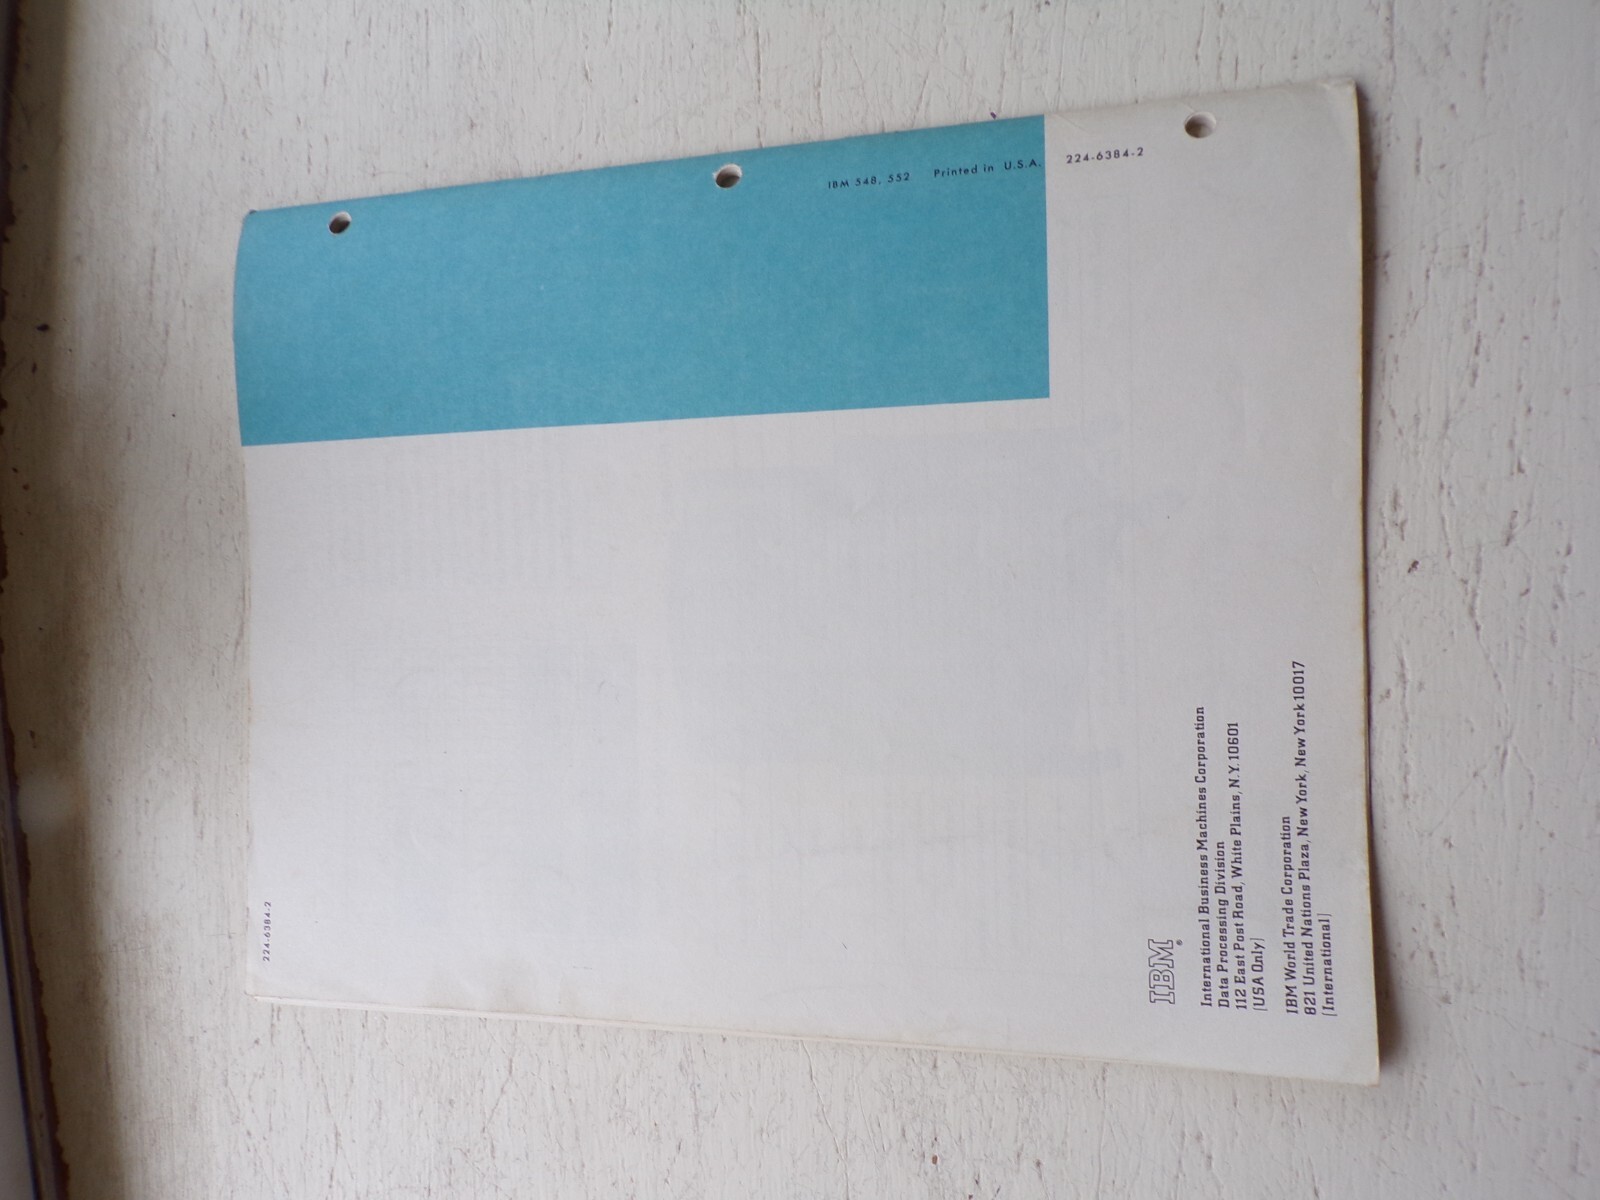 224-6384-2
IBM 548, 552 Printed in U.S.A.
224-6384-2
IBM®
International Business Machines Corporation
Data Processing Division
112 East Post Road, White Plains, N.Y. 10601
[USA Only]
IBM World Trade Corporation
821 United Nations Plaza, New York, New York 10017
[International]